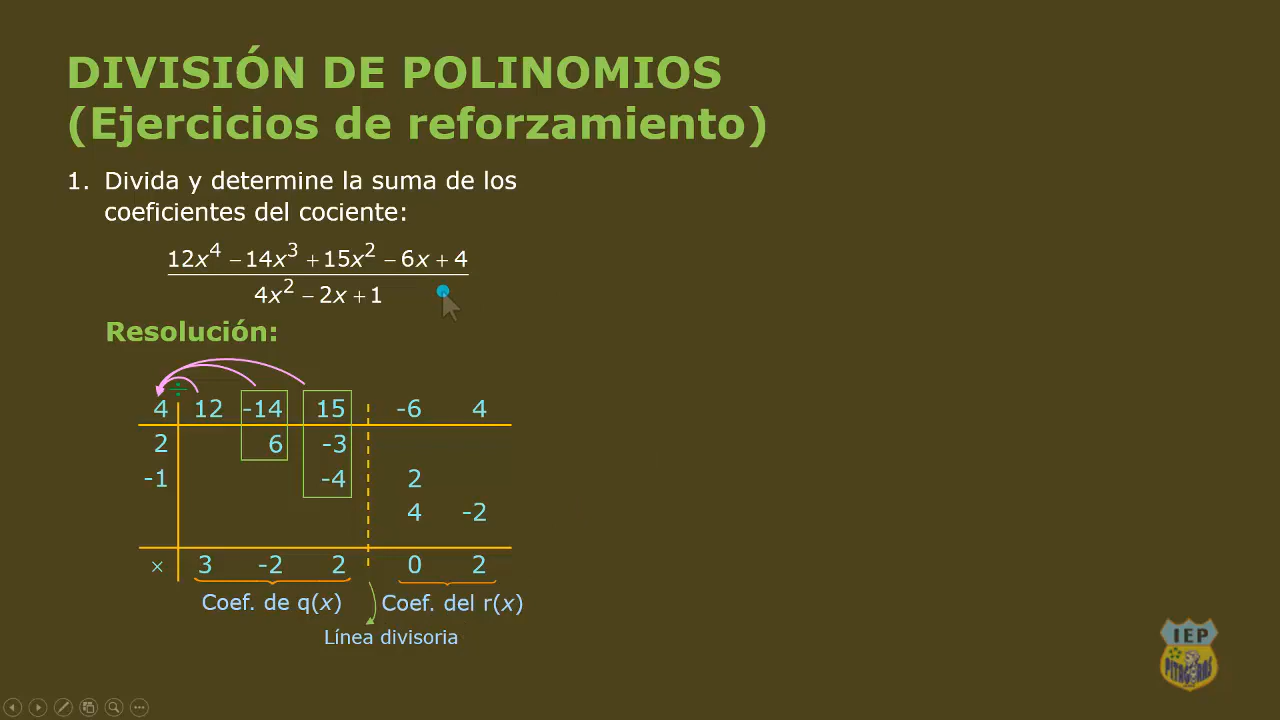 DIVISIÓN DE POLINOMIOS
(Ejercicios de reforzamiento)
1. Divida y determine la suma de los
coeficientes del cociente:
12x⁴ − 14x³ + 15x² − 6x + 4
4x² − 2x + 1
Resolución:
÷
4 12 -14 15 -6 4
2 6 -3
-1 -4 2
4 -2
× 3 -2 2 0 2
Coef. de q(x) Coef. del r(x)
Línea divisoria
IEP
PITAGORAS